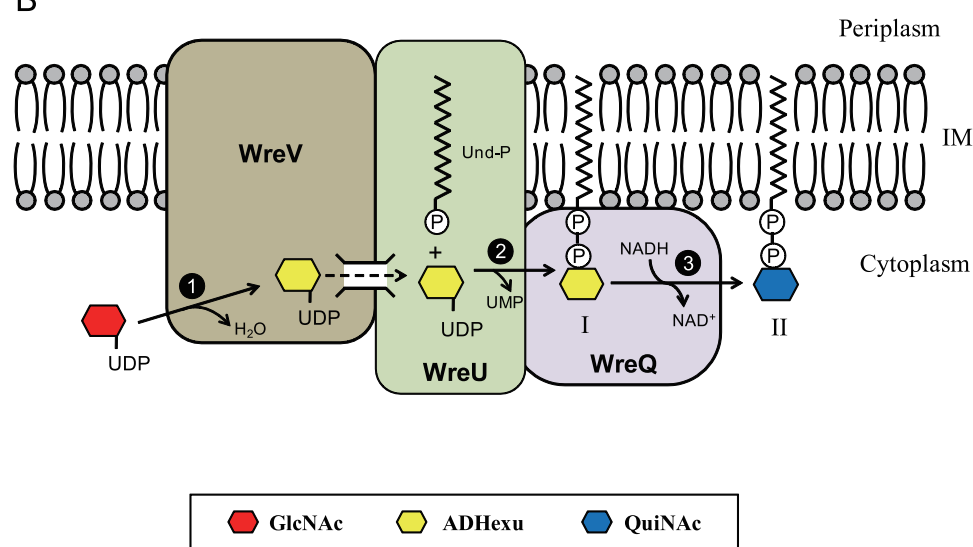 B
Periplasm
IM
WreV
Und-P
P
P
P
+
2
NADH
P
P
3
Cytoplasm
1
UMP
H₂O
UDP
UDP
NAD⁺
I
II
UDP
WreU
WreQ
GlcNAc
ADHexu
QuiNAc